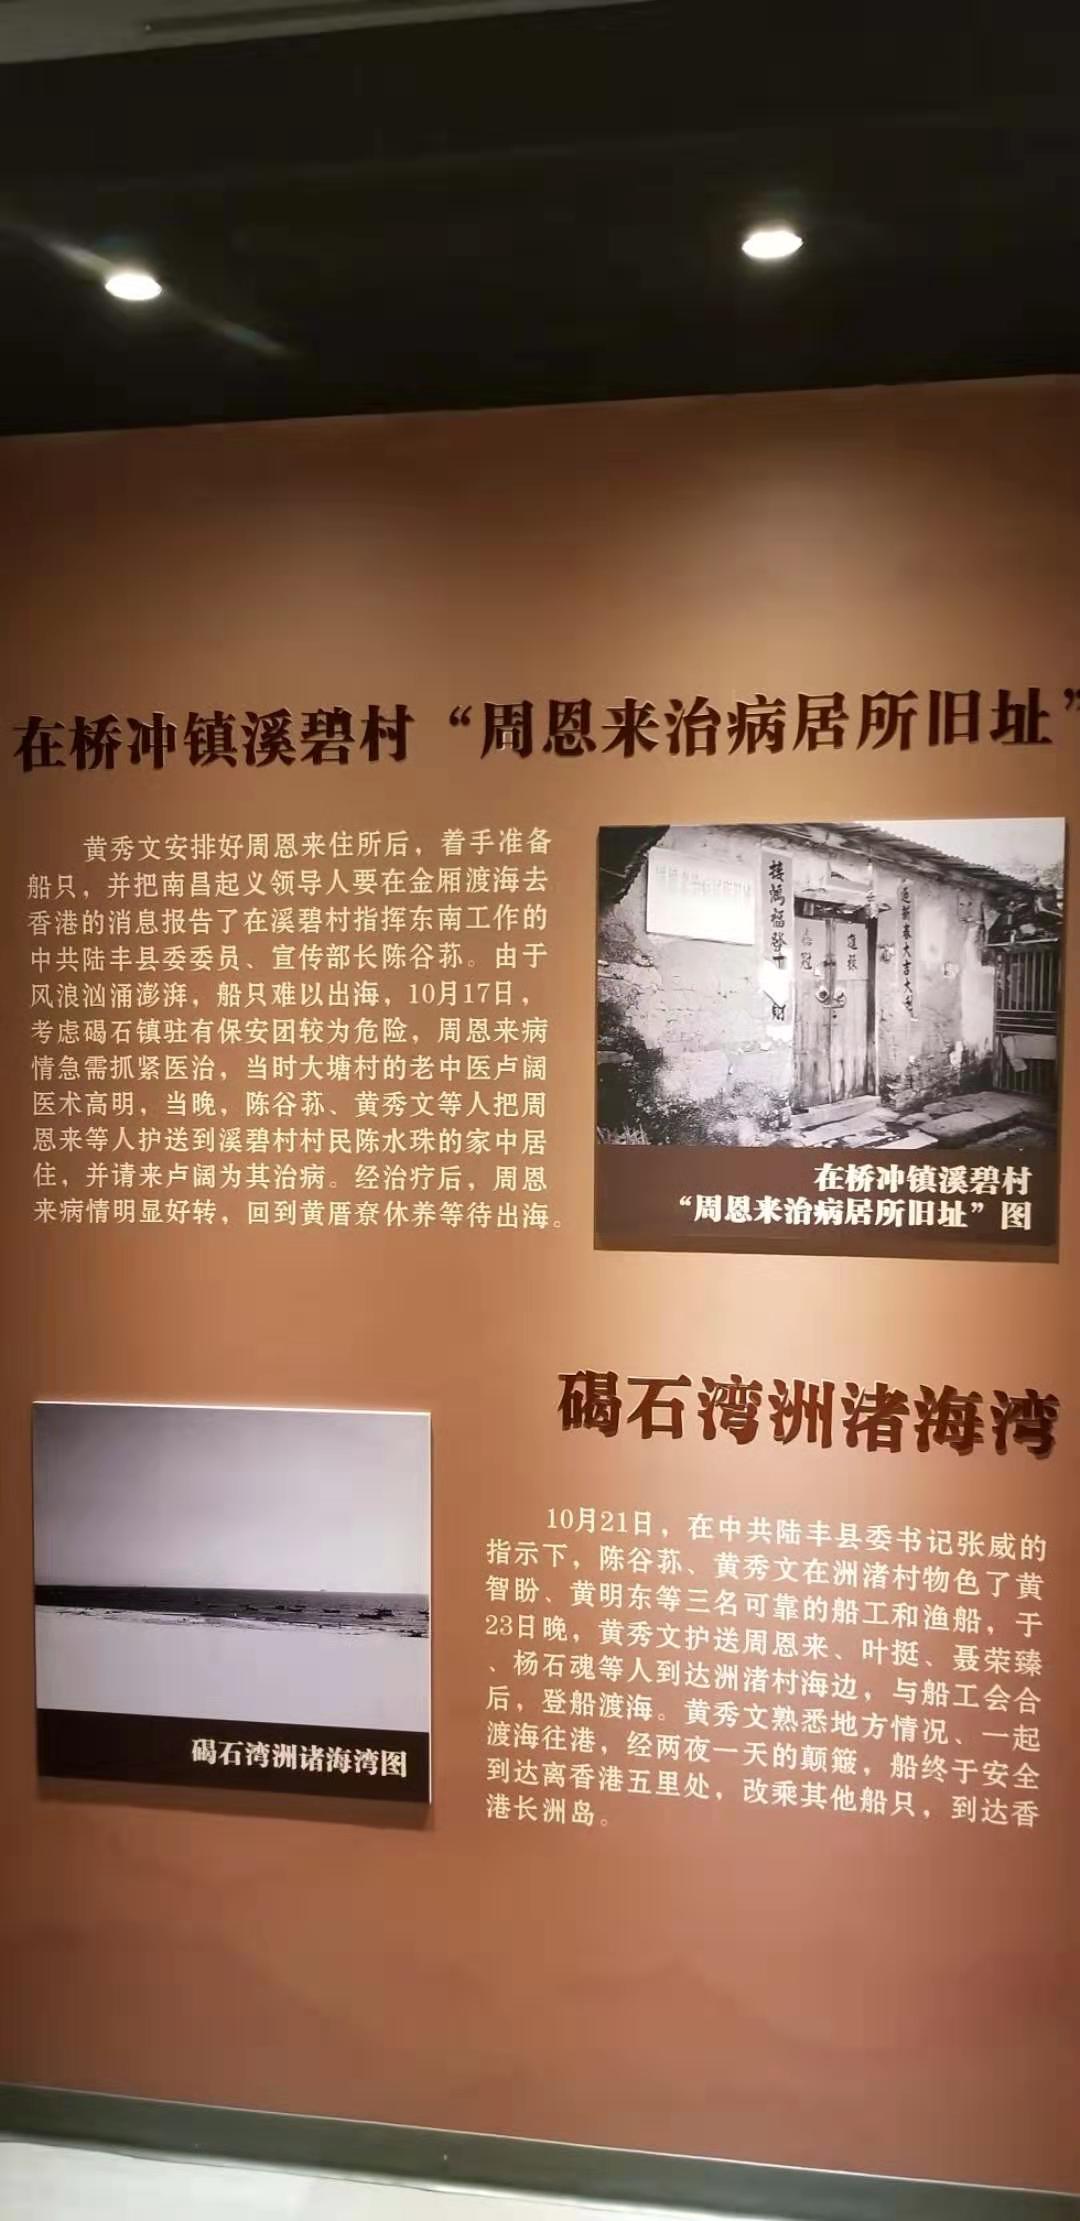 在桥冲镇溪碧村“周恩来治病居所旧址”
黄秀文安排好周恩来住所后，着手准备
船只，并把南昌起义领导人要在金厢渡海去
香港的消息报告了在溪碧村指挥东南工作的
中共陆丰县委委员、宣传部长陈谷荪。由于
风浪汹涌澎湃，船只难以出海，10月17日，
考虑碣石镇驻有保安团较为危险，周恩来病
情急需抓紧医治，当时大塘村的老中医卢阔
医术高明，当晚，陈谷荪、黄秀文等人把周
恩来等人护送到溪碧村村民陈水珠的家中居
住，并请来卢阔为其治病。经治疗后，周恩
来病情明显好转，回到黄厝寮休养等待出海。
接鸿福登
迎新春大吉大利
进禄
冠
在桥冲镇溪碧村
“周恩来治病居所旧址”图
碣石湾洲渚海湾
10月21日，在中共陆丰县委书记张威的
指示下，陈谷荪、黄秀文在洲渚村物色了黄
智盼、黄明东等三名可靠的船工和渔船，于
23日晚，黄秀文护送周恩来、叶挺、聂荣臻
、杨石魂等人到达洲渚村海边，与船工会合
后，登船渡海。黄秀文熟悉地方情况、一起
渡海往港，经两夜一天的颠簸，船终于安全
到达离香港五里处，改乘其他船只，到达香
港长洲岛。
碣石湾洲诸海湾图